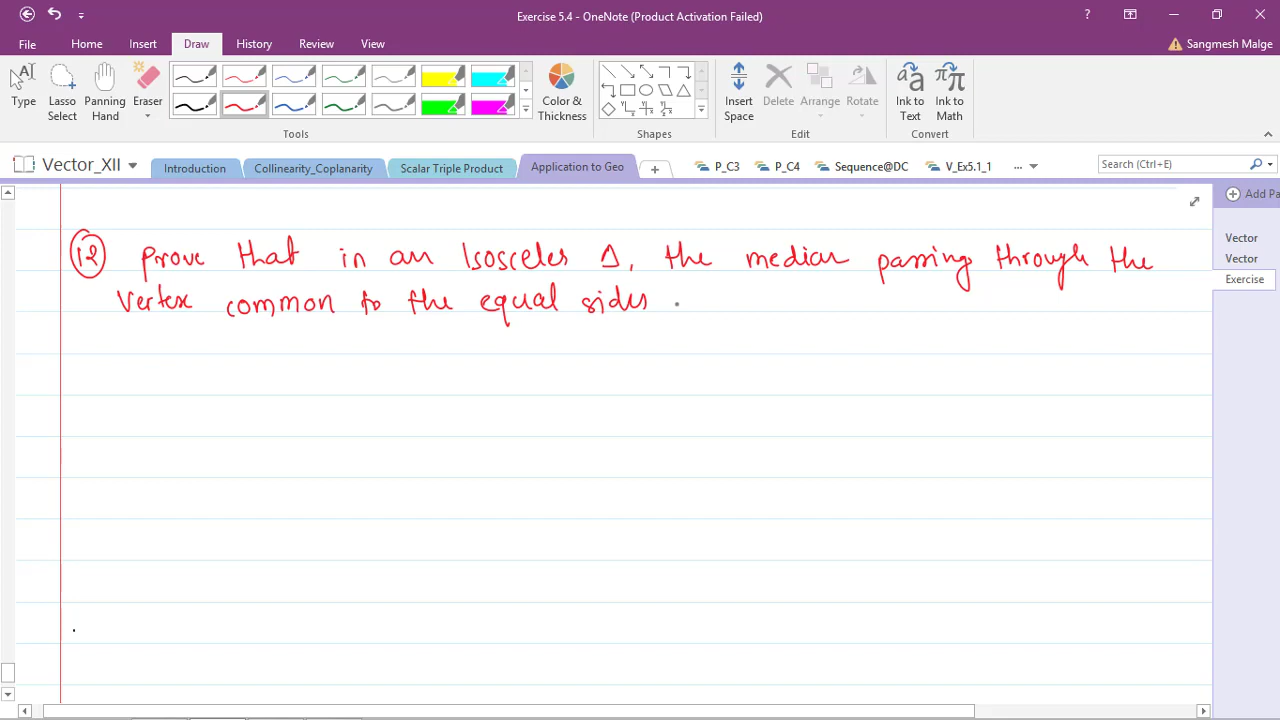 Exercise 5.4 - OneNote (Product Activation Failed)
?
File Home Insert Draw History Review View
Sangmesh Malge
Type
Lasso Select
Panning Hand
Eraser
Color & Thickness
Insert Space
Delete
Arrange
Rotate
Ink to Text
Ink to Math
Tools
Shapes
Edit
Convert
Vector_XII
Introduction
Collinearity_Coplanarity
Scalar Triple Product
Application to Geo
P_C3
P_C4
Sequence@DC
V_Ex5.1_1
...
Search (Ctrl+E)
Add Pa
Vector
Vector
Exercise
12 prove that in an Isosceles Δ, the median passing through the
Vertex common to the equal sides